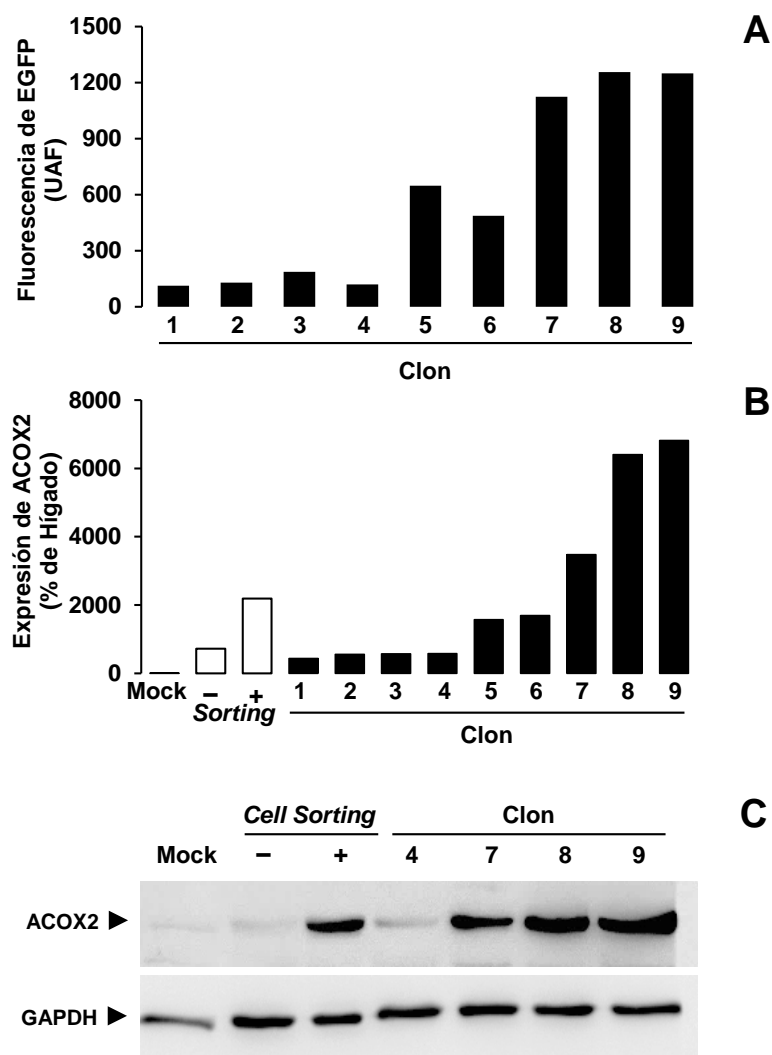 A
Fluorescencia de EGFP
(UAF)
1500
1200
900
600
300
0
1 2 3 4 5 6 7 8 9
Clon
B
Expresión de ACOX2
(% de Hígado)
8000
6000
4000
2000
0
Mock – + 1 2 3 4 5 6 7 8 9
Sorting
Clon
C
Cell Sorting Clon
Mock – + 4 7 8 9
ACOX2
GAPDH